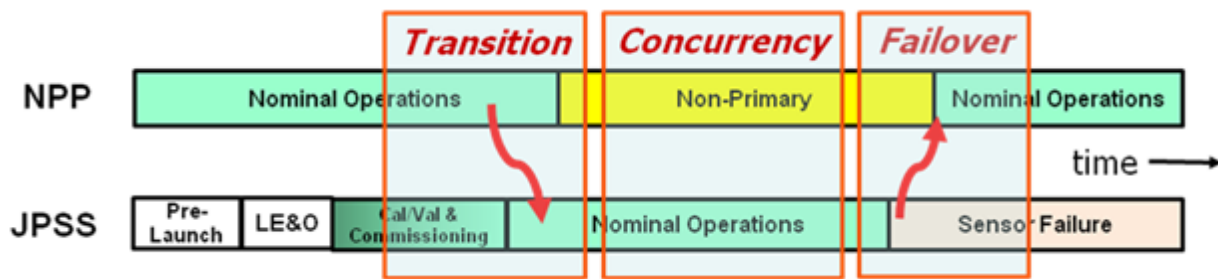 Transition Concurrency Failover
NPP Nominal Operations Non-Primary Nominal Operations
time
JPSS Pre-Launch LE&O Cal/Val & Commissioning Nominal Operations Sensor Failure